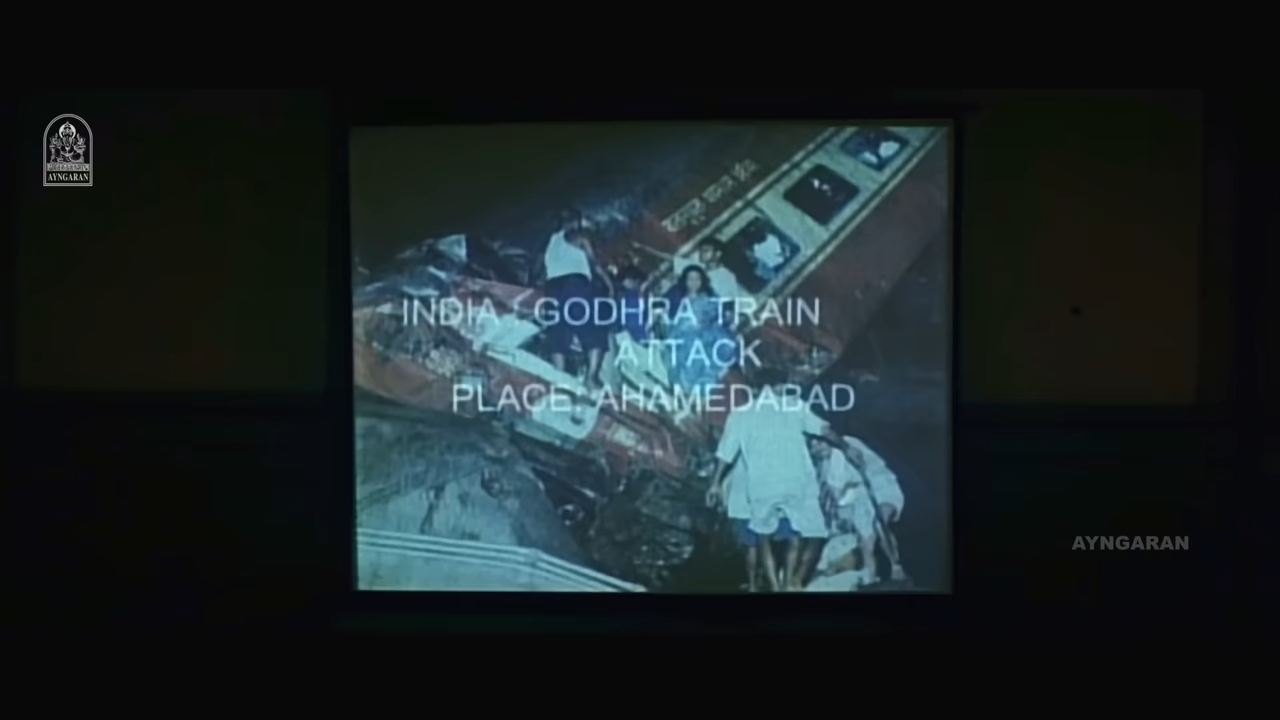 AYNGARAN
INDIA : GODHRA TRAIN
ATTACK
PLACE: AHAMEDABAD
AYNGARAN